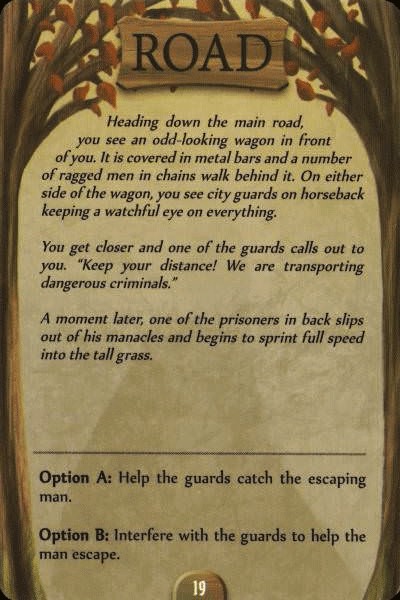 ROAD
Heading down the main road,
you see an odd-looking wagon in front
of you. It is covered in metal bars and a number
of ragged men in chains walk behind it. On either
side of the wagon, you see city guards on horseback
keeping a watchful eye on everything.
You get closer and one of the guards calls out to
you. “Keep your distance! We are transporting
dangerous criminals.”
A moment later, one of the prisoners in back slips
out of his manacles and begins to sprint full speed
into the tall grass.
Option A: Help the guards catch the escaping
man.
Option B: Interfere with the guards to help the
man escape.
19